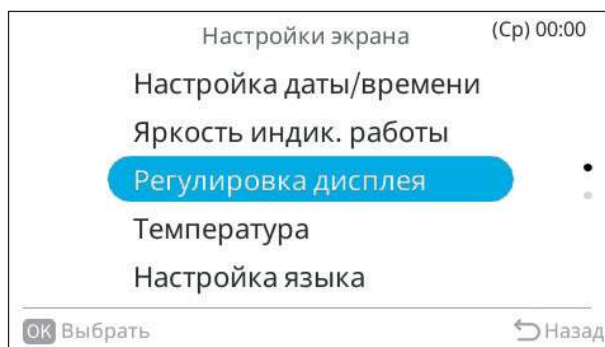 Настройки экрана
(Ср) 00:00
Настройка даты/времени
Яркость индик. работы
Регулировка дисплея
Температура
Настройка языка
OK Выбрать
Назад